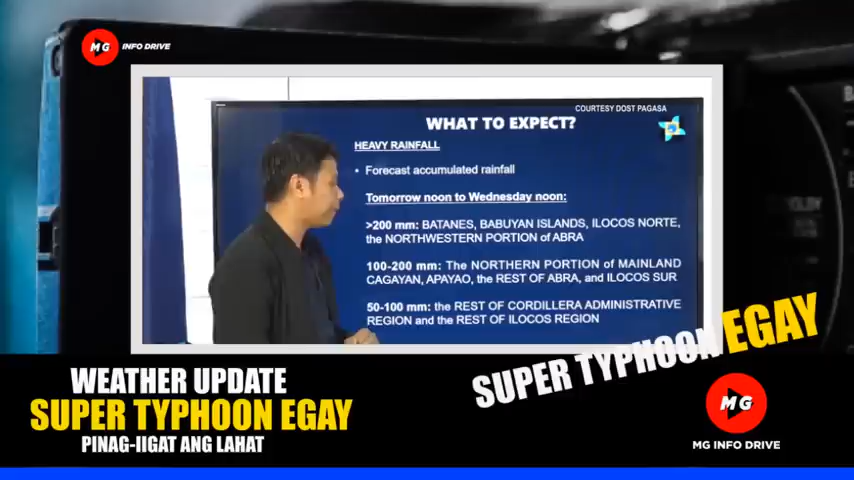 MG INFO DRIVE
COURTESY DOST PAGASA
WHAT TO EXPECT?
HEAVY RAINFALL
• Forecast accumulated rainfall
Tomorrow noon to Wednesday noon:
>200 mm: BATANES, BABUYAN ISLANDS, ILOCOS NORTE,
the NORTHWESTERN PORTION of ABRA
100-200 mm: The NORTHERN PORTION of MAINLAND
CAGAYAN, APAYAO, the REST OF ABRA, and ILOCOS SUR
50-100 mm: the REST OF CORDILLERA ADMINISTRATIVE
REGION and the REST OF ILOCOS REGION
SUPER TYPHOON EGAY
WEATHER UPDATE
SUPER TYPHOON EGAY
PINAG-IIGAT ANG LAHAT
MG
MG INFO DRIVE